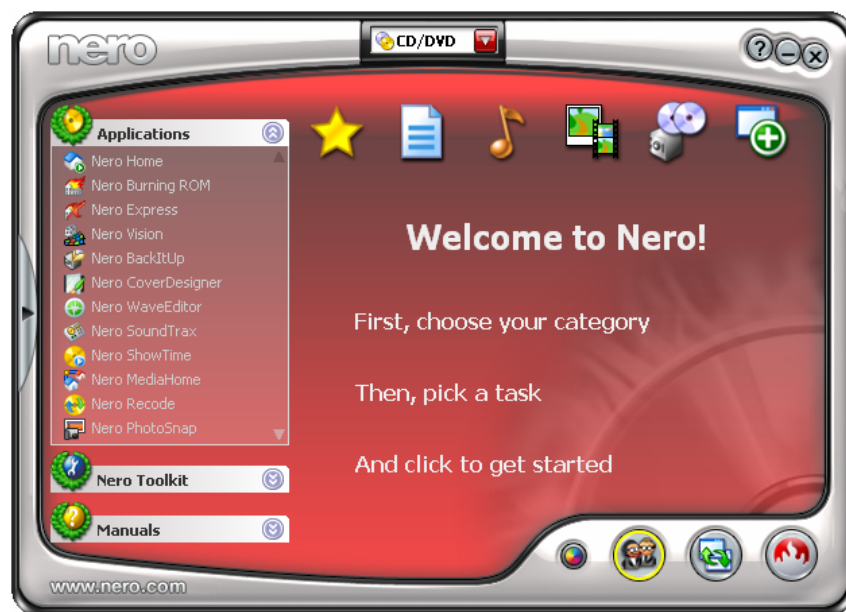 nero
CD/DVD
Applications
Nero Home
Nero Burning ROM
Nero Express
Nero Vision
Nero BackItUp
Nero CoverDesigner
Nero WaveEditor
Nero SoundTrax
Nero ShowTime
Nero MediaHome
Nero Recode
Nero PhotoSnap
Nero Toolkit
Manuals
Welcome to Nero!
First, choose your category
Then, pick a task
And click to get started
www.nero.com